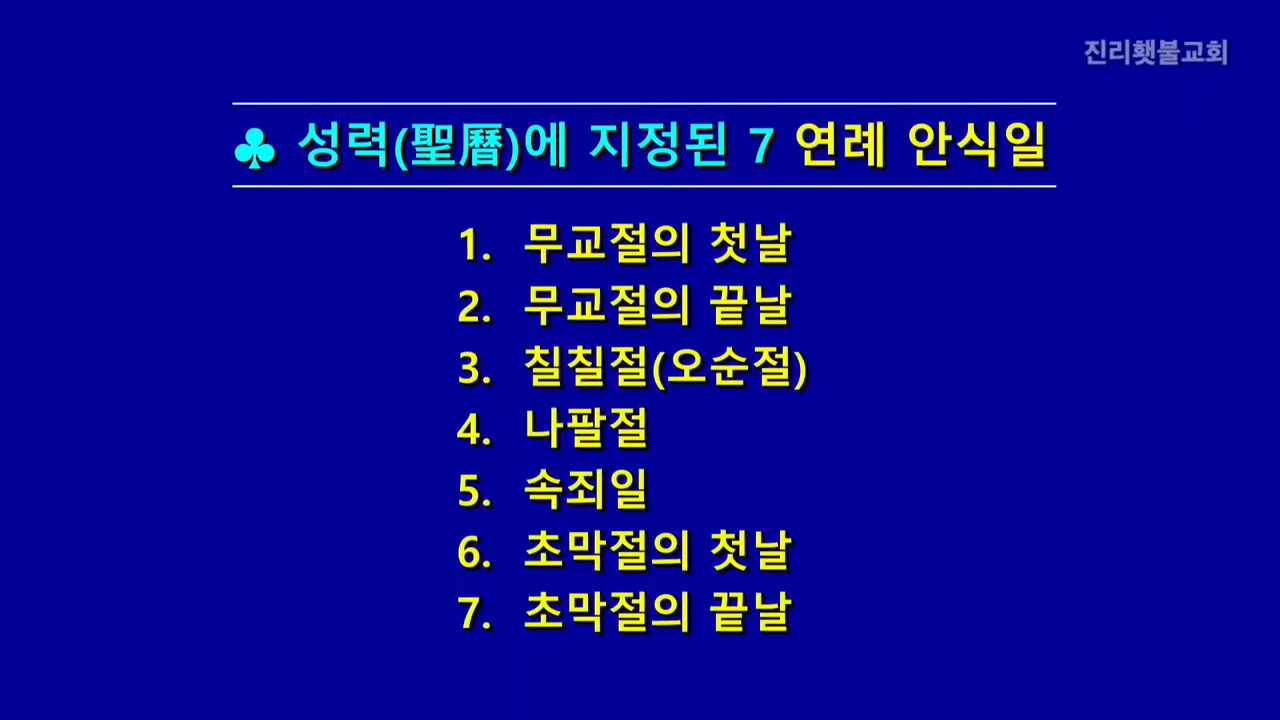 진리횃불교회
♣ 성력(聖曆)에 지정된 7 연례 안식일
1. 무교절의 첫날
2. 무교절의 끝날
3. 칠칠절(오순절)
4. 나팔절
5. 속죄일
6. 초막절의 첫날
7. 초막절의 끝날